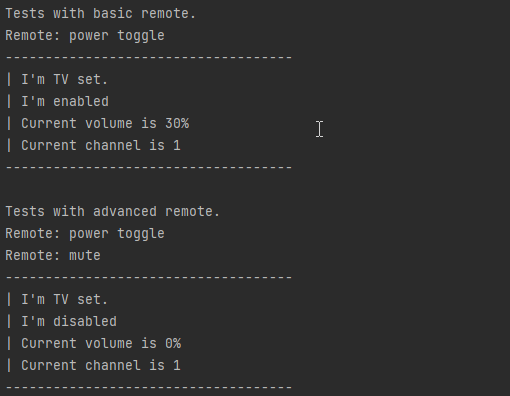 Tests with basic remote.
Remote: power toggle
------------------------------------
| I'm TV set.
| I'm enabled
| Current volume is 30%
| Current channel is 1
------------------------------------
Tests with advanced remote.
Remote: power toggle
Remote: mute
------------------------------------
| I'm TV set.
| I'm disabled
| Current volume is 0%
| Current channel is 1
------------------------------------